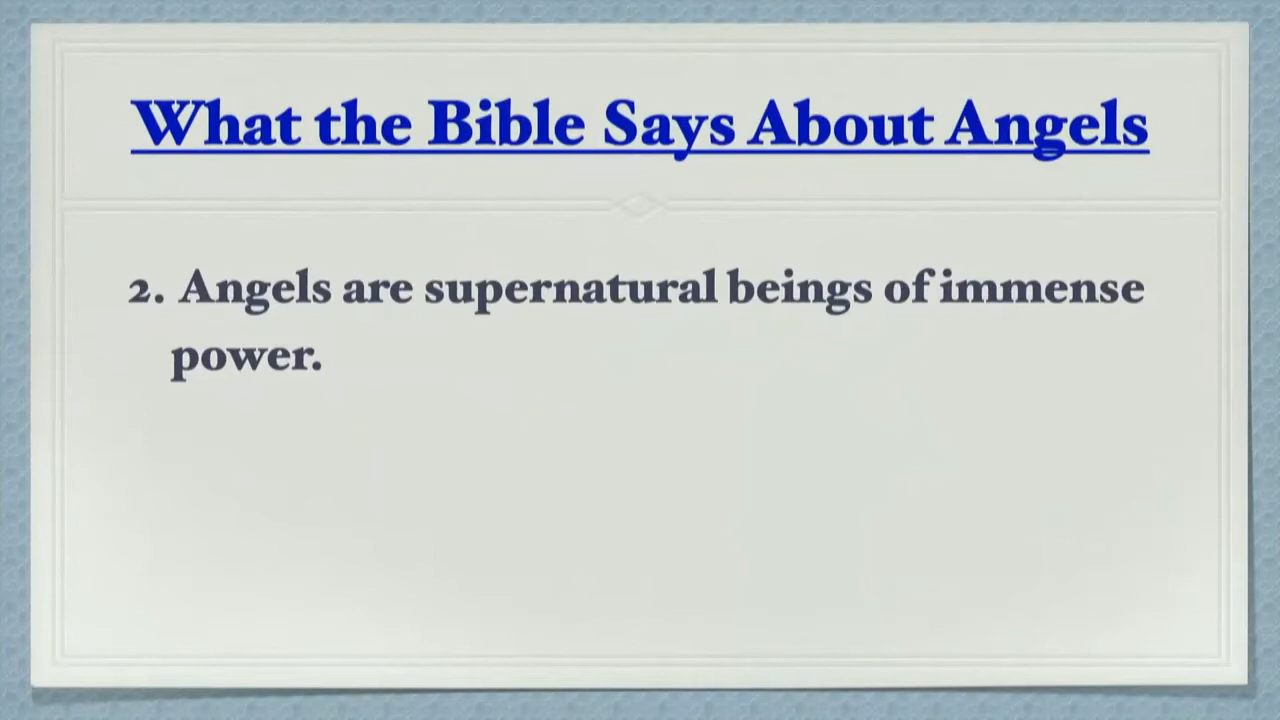 What the Bible Says About Angels
2. Angels are supernatural beings of immense
power.